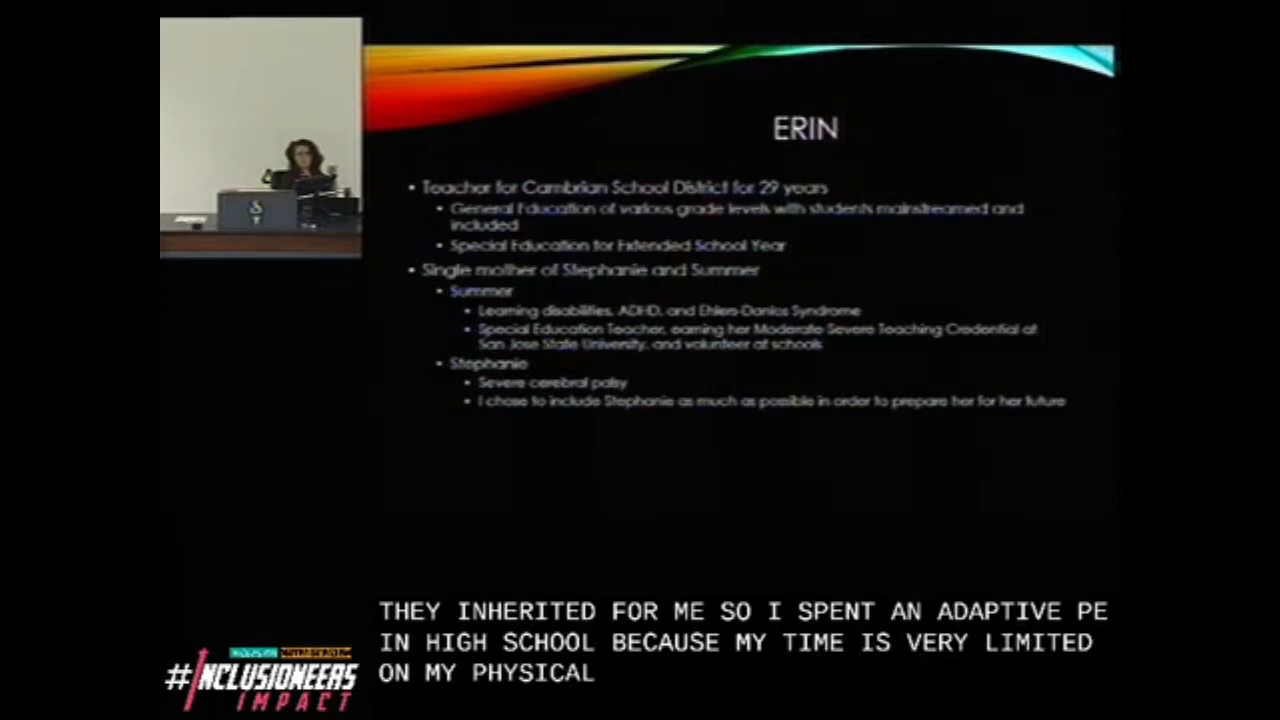 ERIN
• Teacher for Cambrian School District for 29 years
• General Education of various grade levels with students mainstreamed and
included
• Special Education for Extended School Year
• Single mother of Stephanie and Summer
• Summer
• Learning disabilities, ADHD, and Ehlers-Danlos Syndrome
• Special Education Teacher, earning her Moderate Severe Teaching Credential at
San Jose State University, and volunteer at schools
• Stephanie
• Severe cerebral palsy
• I chose to include Stephanie as much as possible in order to prepare her for her future
THEY INHERITED FOR ME SO I SPENT AN ADAPTIVE PE
IN HIGH SCHOOL BECAUSE MY TIME IS VERY LIMITED
ON MY PHYSICAL
#INCLUSIONEERS
IMPACT